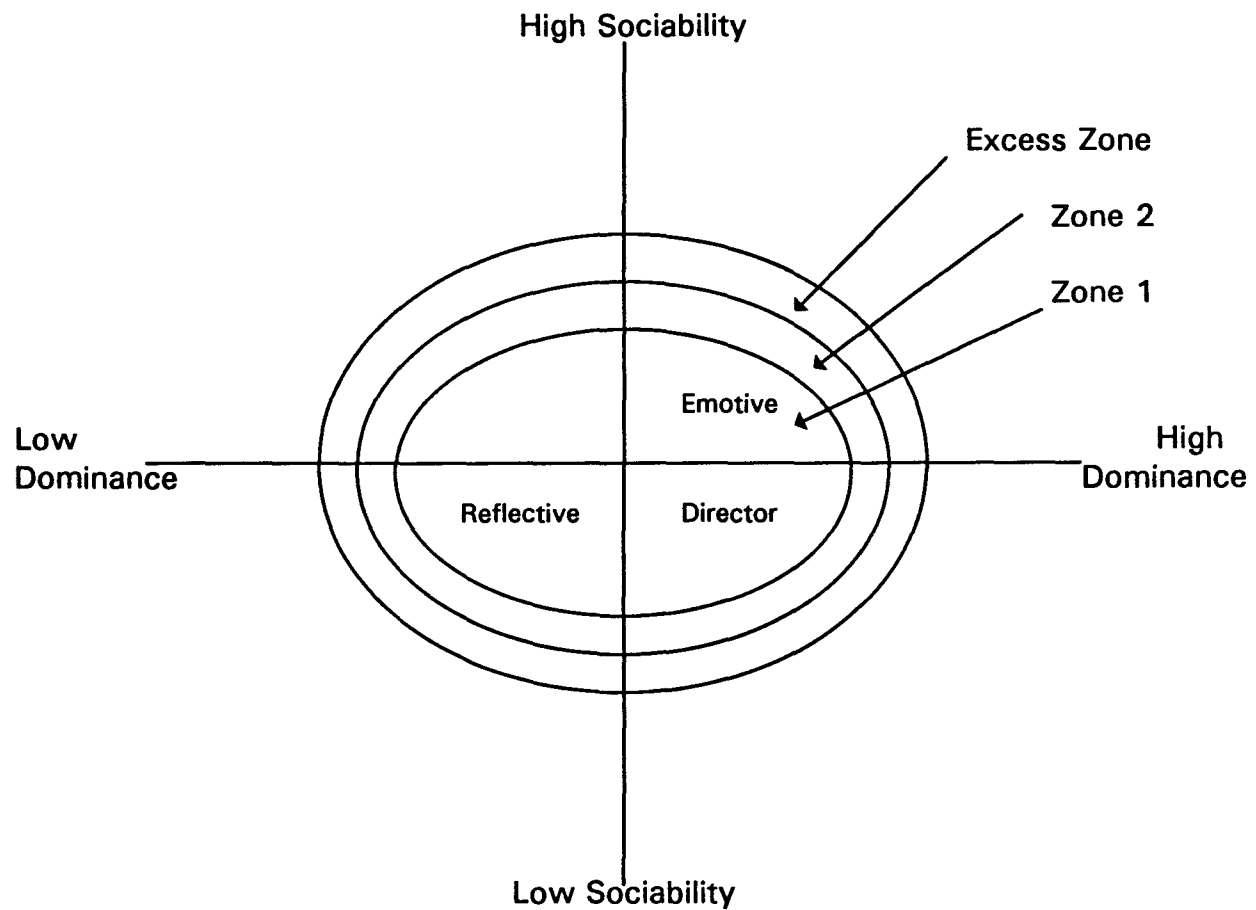 High Sociability
Excess Zone
Zone 2
Zone 1
Emotive
Low
Dominance
High
Dominance
Reflective
Director
Low Sociability